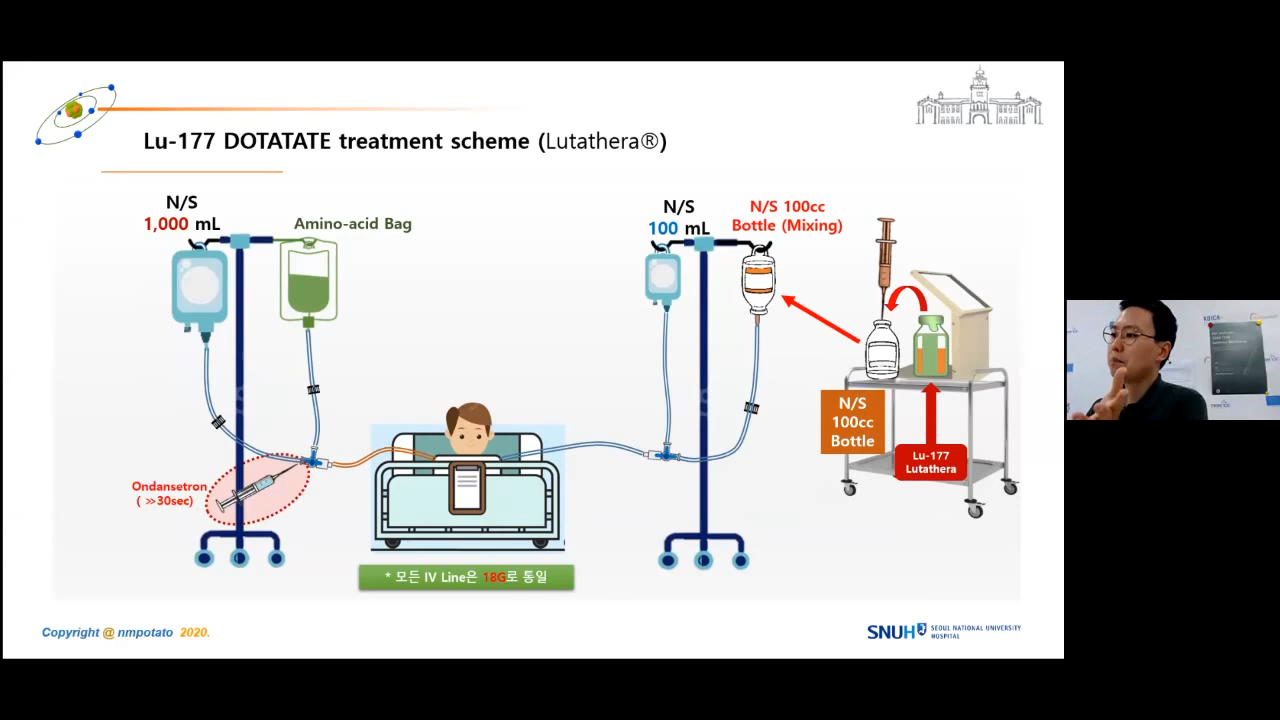 Lu-177 DOTATATE treatment scheme (Lutathera®)
N/S
1,000 mL
Amino-acid Bag
N/S
100 mL
N/S 100cc
Bottle (Mixing)
N/S
100cc
Bottle
Lu-177
Lutathera
Ondansetron
( ≫30sec)
* 모든 IV Line은 18G로 통일
Copyright @ nmpotato 2020.
SNUH SEOUL NATIONAL UNIVERSITY
HOSPITAL
KOICA